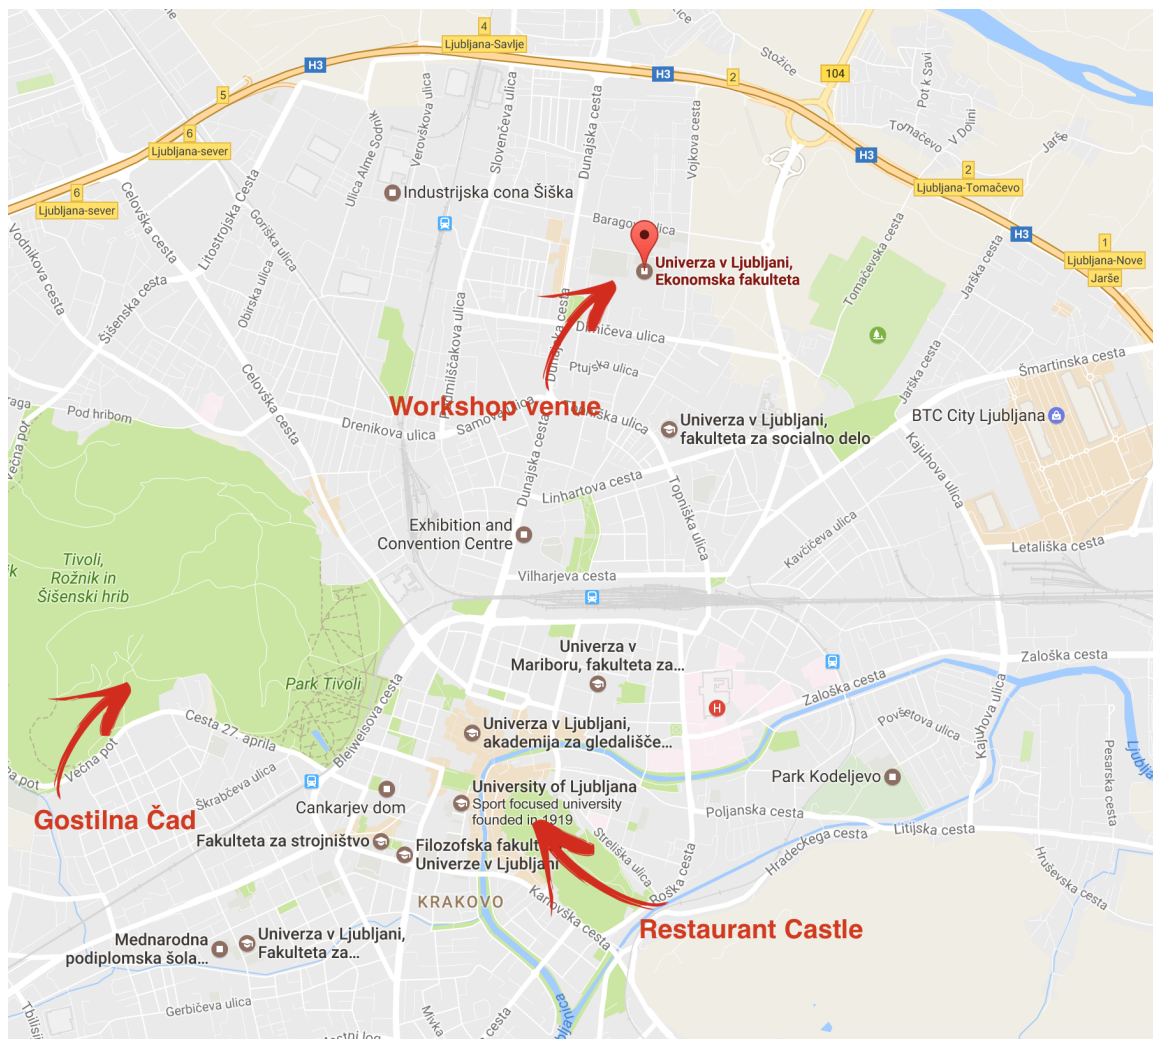 4
Ljubljana-Savlje
H3
H3
2
104
Stožice
Pot k Savi
Tomačevo
V Dolini
Jarše
5
6
Ljubljana-sever
6
Ljubljana-sever
H3
2
Ljubljana-Tomačevo
H3
1
Ljubljana-Nove
Jarše
Verovškova ulica
Slovenčeva ulica
Dunajska cesta
Vojkova cesta
Ulica Alme Sodnik
Industrijska cona Šiška
Celovška cesta
Litostrojska Cesta
Goriška ulica
Vodnikova cesta
Šišenska cesta
Obirska ulica
Univerza v Ljubljani,
Ekonomska fakulteta
Tomačevska cesta
Jarška cesta
Dunajska cesta
Dimičeva ulica
Ptujska ulica
Šmartinska cesta
Jarška cesta
Celovška cesta
Pod hribom
Večna pot
Workshop venue
Drenikova ulica
Univerza v Ljubljani,
fakulteta za socialno delo
BTC City Ljubljana
Kajuhova ulica
Dunajska cesta
Linhartova cesta
Topniška ulica
Exhibition and
Convention Centre
Kavčičeva ulica
Letališka cesta
Vilharjeva cesta
Tivoli,
Rožnik in
Šišenski hrib
Univerza v
Mariboru, fakulteta za...
Zaloška cesta
Zaloška cesta
Park Tivoli
H
Povšetova ulica
Kajuhova ulica
Cesta 27. aprila
Bleiweisova cesta
Univerza v Ljubljani,
akademija za gledališče...
Večna pot
Škrabčeva ulica
University of Ljubljana
Sport focused university
founded in 1919
Park Kodeljevo
Pesarska cesta
Cankarjev dom
Gostilna Čad
Poljanska cesta
Litijska cesta
Hradeckega cesta
Fakulteta za strojništvo
Filozofska fakulteta
Univerze v Ljubljani
Streliška ulica
Roška cesta
Hruševska cesta
KRAKOVO
Karlovška cesta
Restaurant Castle
Mednarodna
podiplomska šola...
Univerza v Ljubljani,
Fakulteta za...
Gerbičeva ulica
Mivka